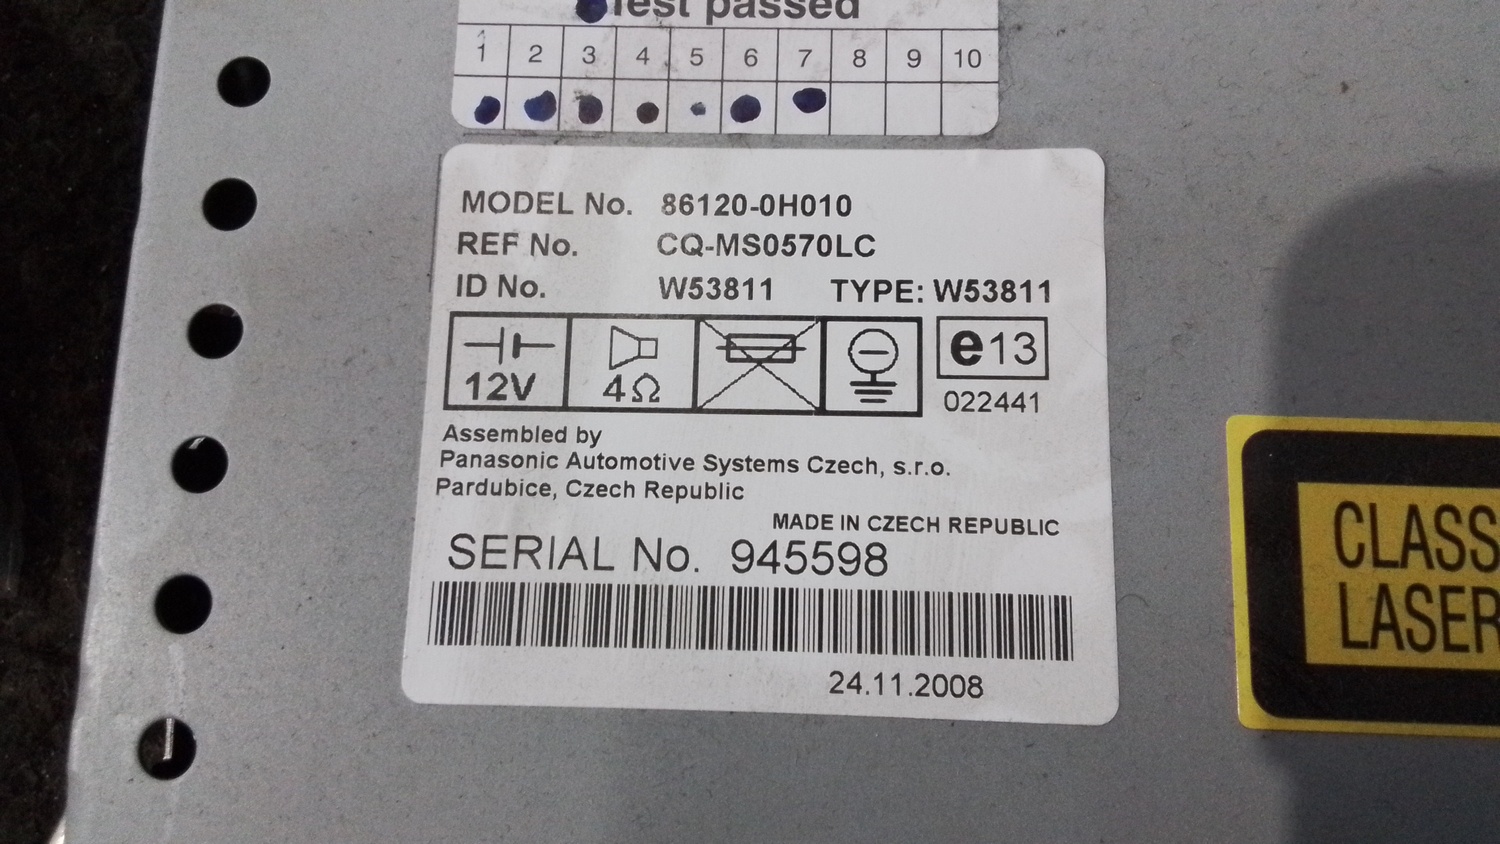 Test passed
1 2 3 4 5 6 7 8 9 10
MODEL No. 86120-0H010
REF No. CQ-MS0570LC
ID No. W53811 TYPE: W53811
12V 4Ω e13
022441
Assembled by
Panasonic Automotive Systems Czech, s.r.o.
Pardubice, Czech Republic
MADE IN CZECH REPUBLIC
SERIAL No. 945598
24.11.2008
CLASS
LASER